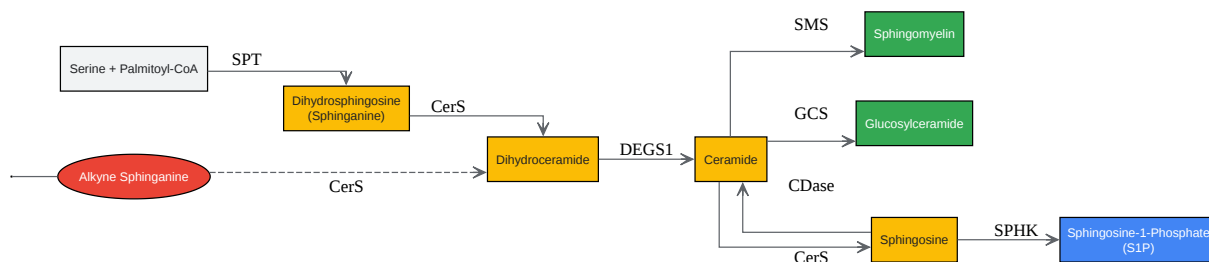 SMS
Sphingomyelin
SPT
Serine + Palmitoyl-CoA
Dihydrosphingosine
(Sphinganine)
CerS
GCS
Glucosylceramide
DEGS1
Dihydroceramide
Ceramide
Alkyne Sphinganine
CerS
CDase
Sphingosine
SPHK
Sphingosine-1-Phosphate
(S1P)
CerS